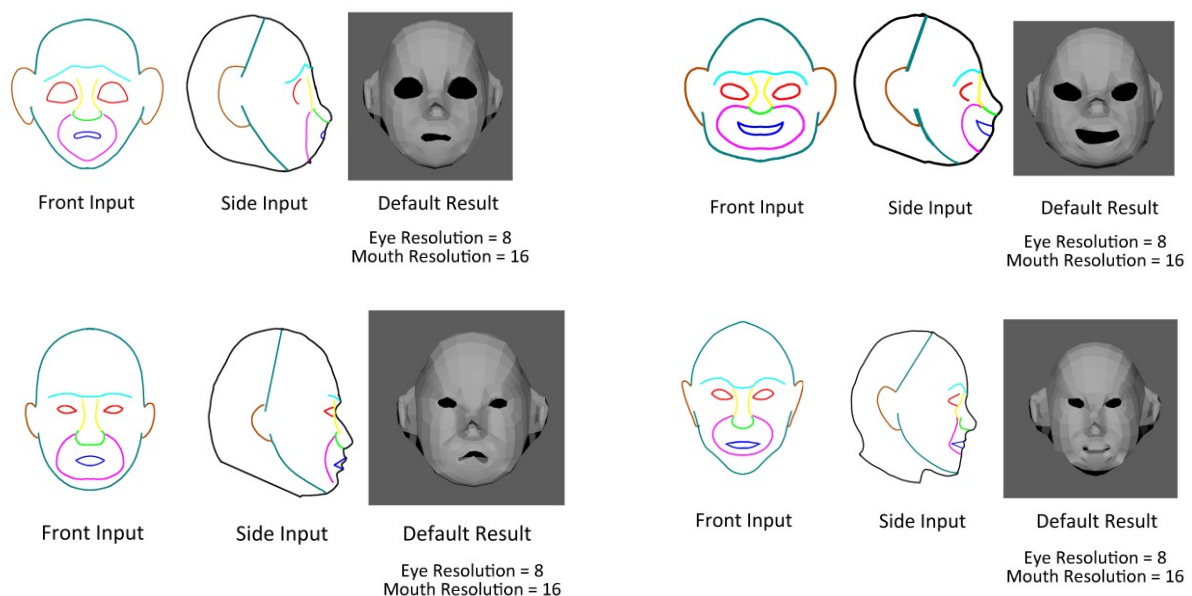 Front Input
Side Input
Default Result
Eye Resolution = 8
Mouth Resolution = 16
Front Input
Side Input
Default Result
Eye Resolution = 8
Mouth Resolution = 16
Front Input
Side Input
Default Result
Eye Resolution = 8
Mouth Resolution = 16
Front Input
Side Input
Default Result
Eye Resolution = 8
Mouth Resolution = 16